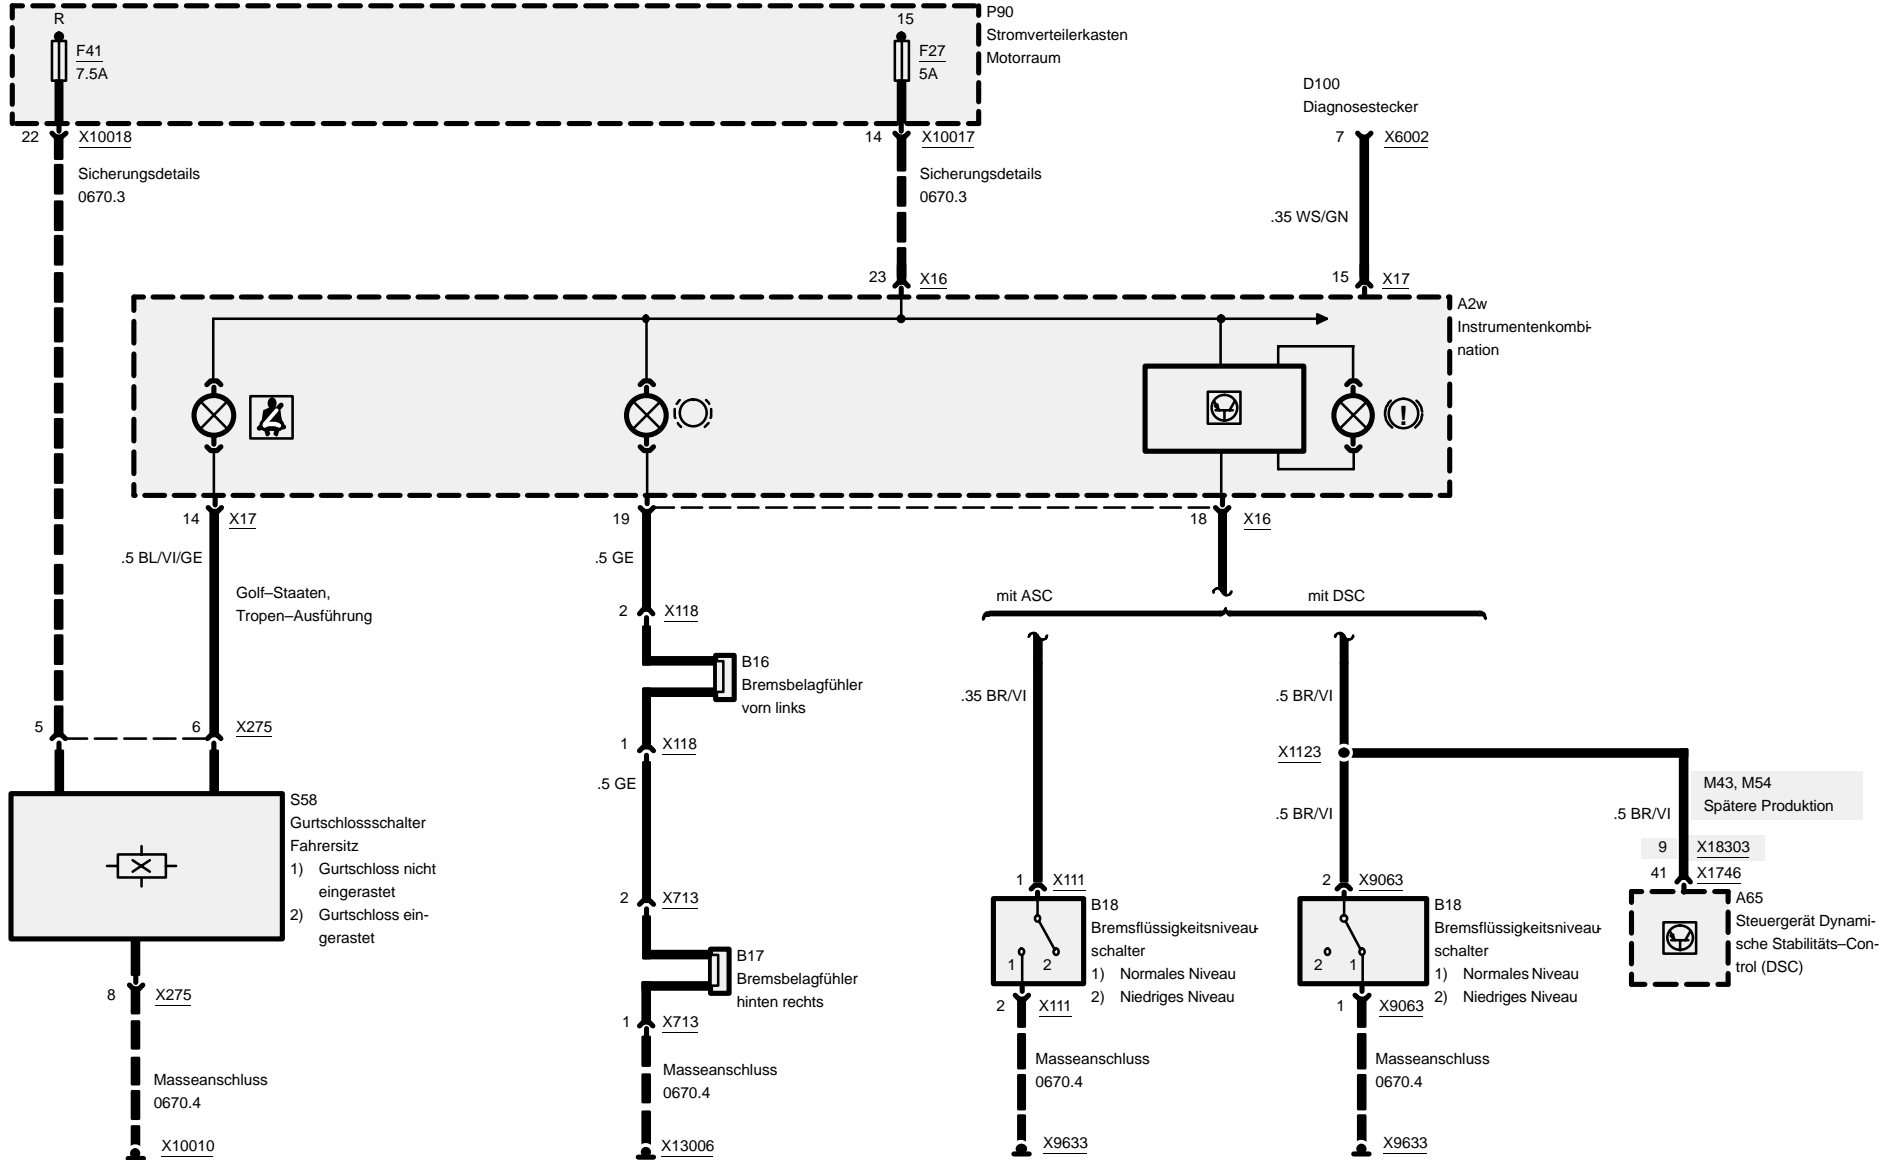 R
F41
7.5A
15
F27
5A
P90
Stromverteilerkasten
Motorraum
D100
Diagnosestecker
22 X10018
14 X10017
7 X6002
Sicherungsdetails
0670.3
Sicherungsdetails
0670.3
.35 WS/GN
23 X16
15 X17
A2w
Instrumentenkombi-
nation
!
14 X17
19
18 X16
.5 BL/VI/GE
.5 GE
Golf–Staaten,
Tropen–Ausführung
mit ASC
mit DSC
2 X118
B16
Bremsbelagfühler
vorn links
.35 BR/VI
.5 BR/VI
5
6 X275
1 X118
X1123
.5 GE
M43, M54
Spätere Produktion
S58
Gurtschlossschalter
Fahrersitz
1) Gurtschloss nicht
eingerastet
2) Gurtschloss ein-
gerastet
.5 BR/VI
.5 BR/VI
9 X18303
41 X1746
2 X713
1 X111
2 X9063
B18
Bremsflüssigkeitsniveau-
schalter
1) Normales Niveau
2) Niedriges Niveau
1 2
B18
Bremsflüssigkeitsniveau-
schalter
1) Normales Niveau
2) Niedriges Niveau
2 1
A65
Steuergerät Dynami-
sche Stabilitäts–Con-
trol (DSC)
B17
Bremsbelagfühler
hinten rechts
8 X275
1 X713
2 X111
1 X9063
Masseanschluss
0670.4
Masseanschluss
0670.4
Masseanschluss
0670.4
Masseanschluss
0670.4
X10010
X13006
X9633
X9633